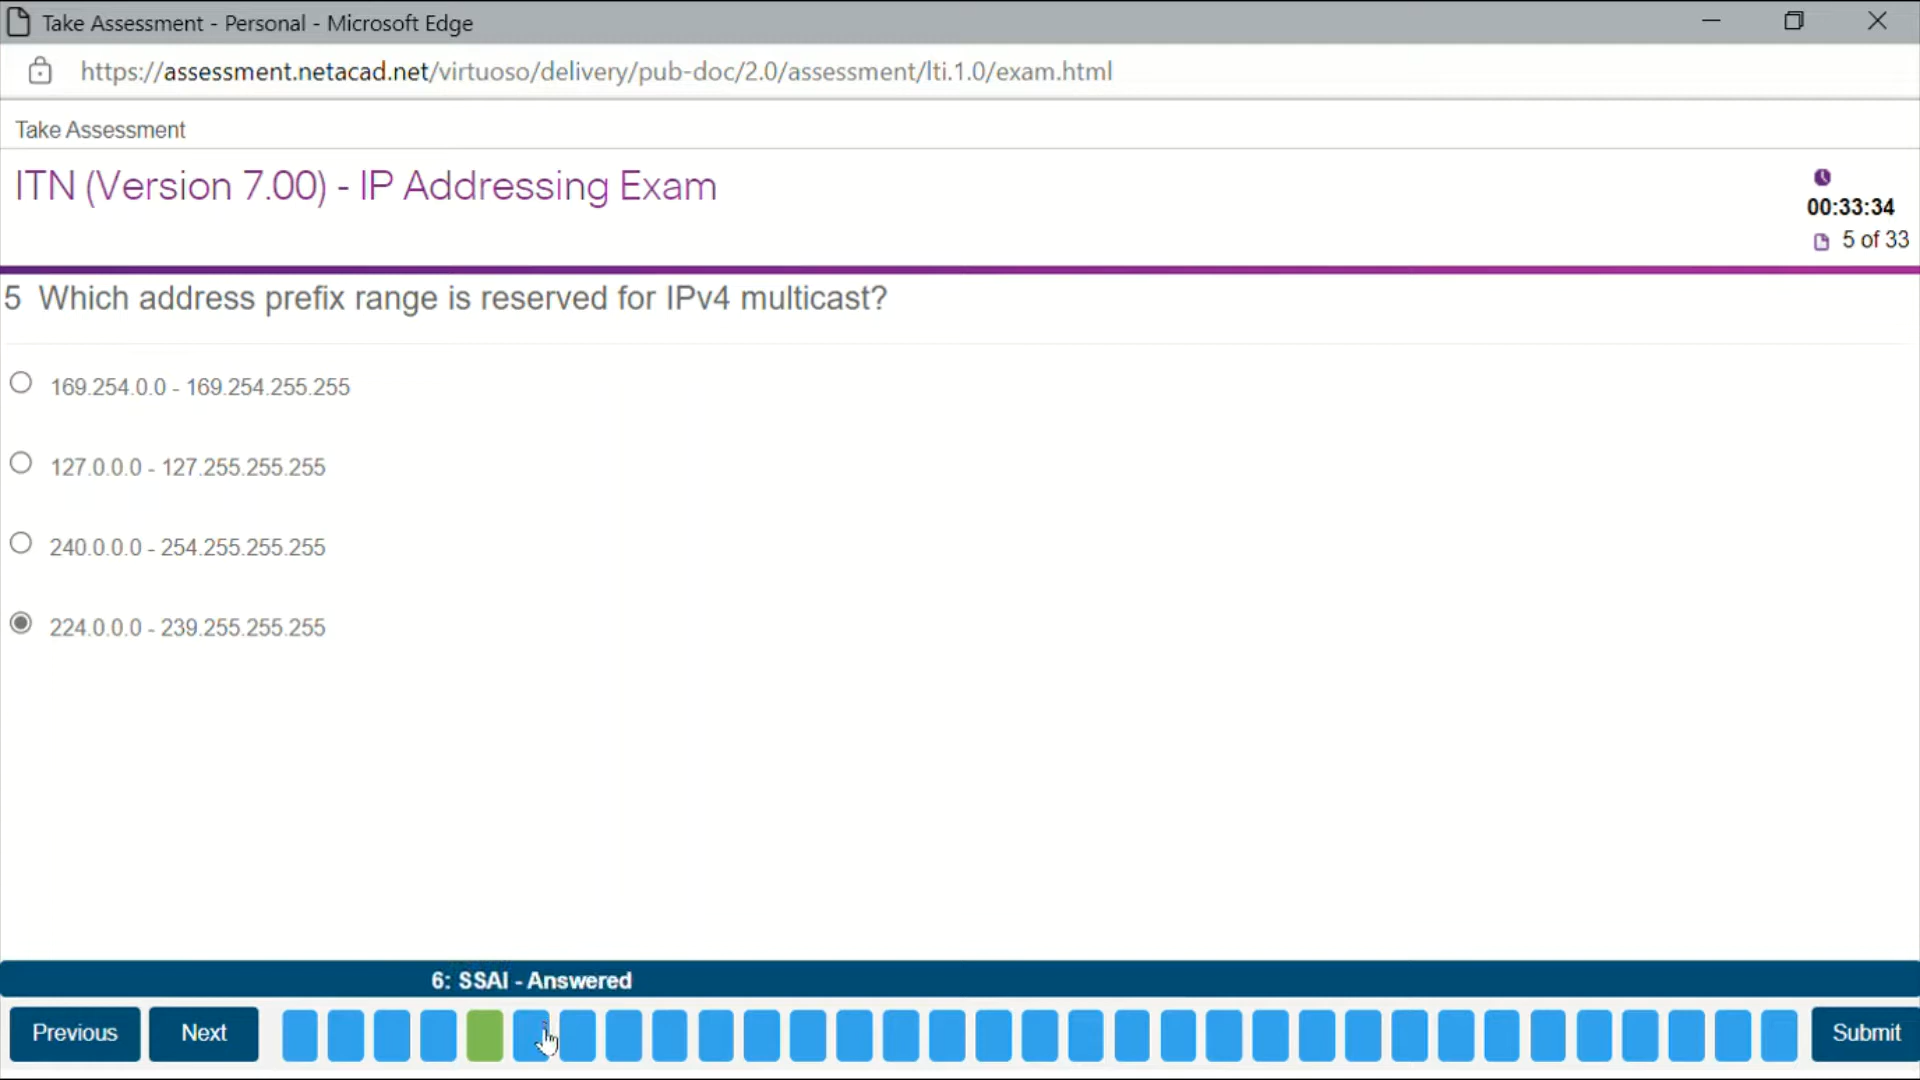 Take Assessment - Personal - Microsoft Edge
https://assessment.netacad.net/virtuoso/delivery/pub-doc/2.0/assessment/lti.1.0/exam.html
Take Assessment
ITN (Version 7.00) - IP Addressing Exam
00:33:34
5 of 33
5 Which address prefix range is reserved for IPv4 multicast?
169.254.0.0 - 169.254.255.255
127.0.0.0 - 127.255.255.255
240.0.0.0 - 254.255.255.255
224.0.0.0 - 239.255.255.255
6: SSAI - Answered
Previous Next Submit